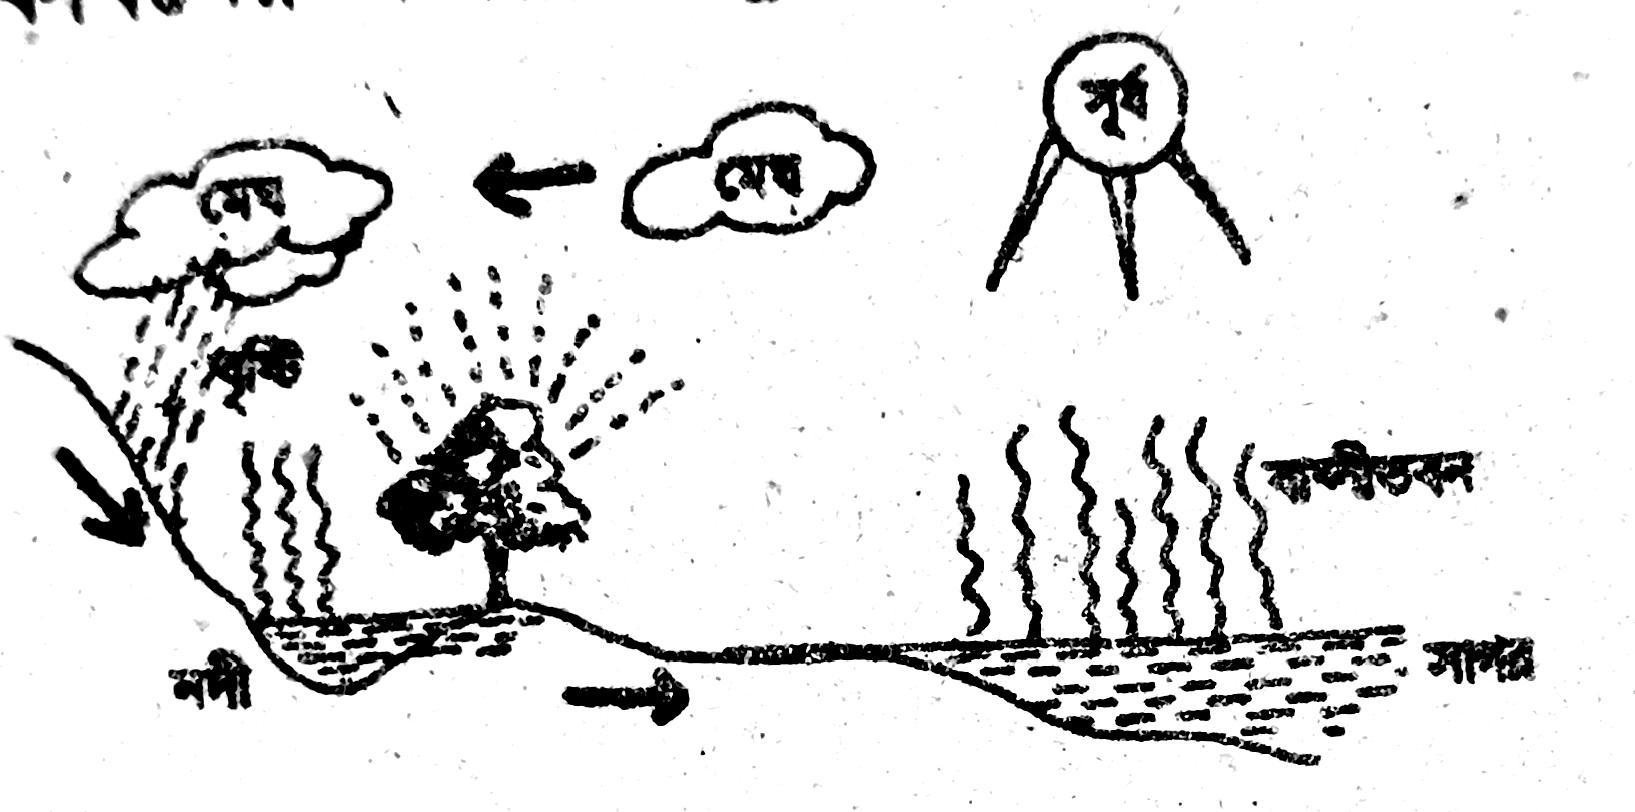 সূর্য
মেঘ
মেঘ
বৃষ্টি
বাষ্পীভবন
সাগর
নদী